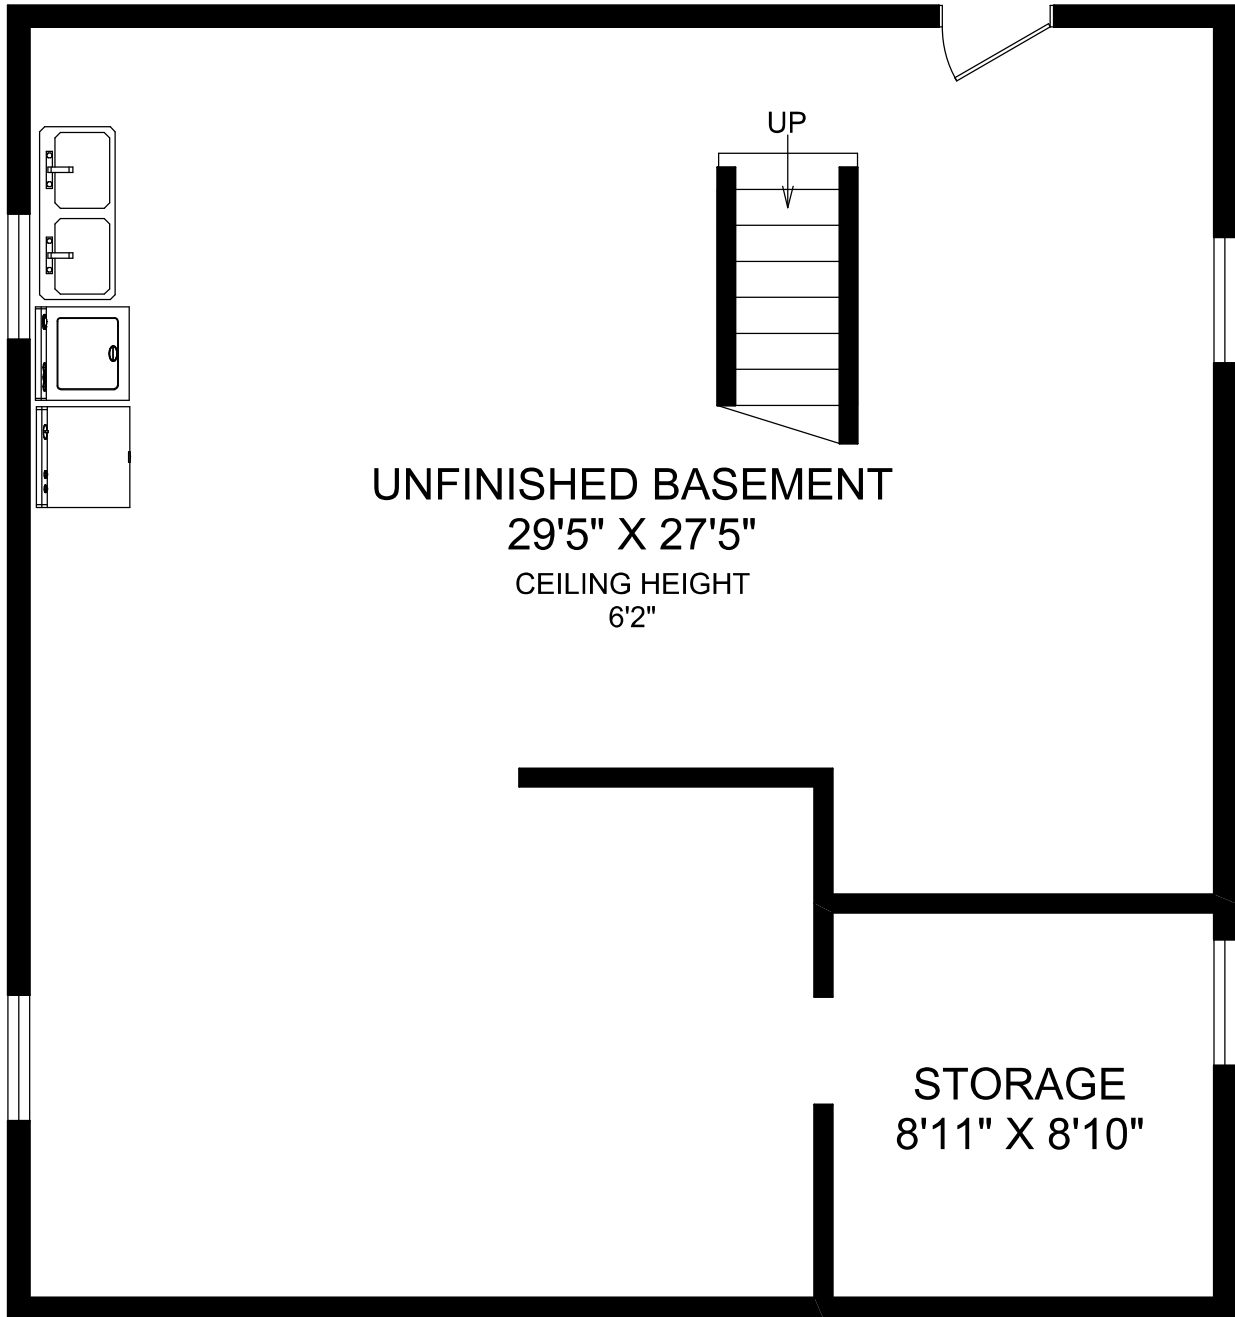 UP
UNFINISHED BASEMENT
29'5" X 27'5"
CEILING HEIGHT
6'2"
STORAGE
8'11" X 8'10"